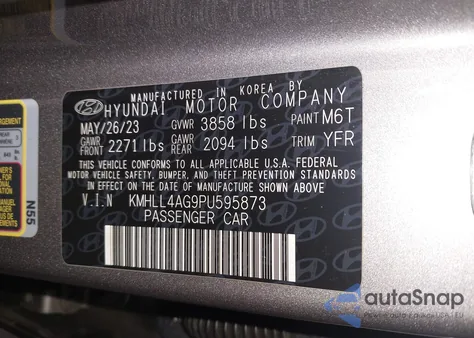 MANUFACTURED IN KOREA BY
HYUNDAI MOTOR COMPANY
MAY/26/23 GVWR 3858 lbs PAINT M6T
GAWR FRONT 2271 lbs GAWR REAR 2094 lbs TRIM YFR
THIS VEHICLE CONFORMS TO ALL APPLICABLE U.S.A. FEDERAL
MOTOR VEHICLE SAFETY, BUMPER, AND THEFT PREVENTION STANDARDS
IN EFFECT ON THE DATE OF MANUFACTURE SHOWN ABOVE
V.I.N KMHLL4AG9PU595873
PASSENGER CAR
N55
autoSnap